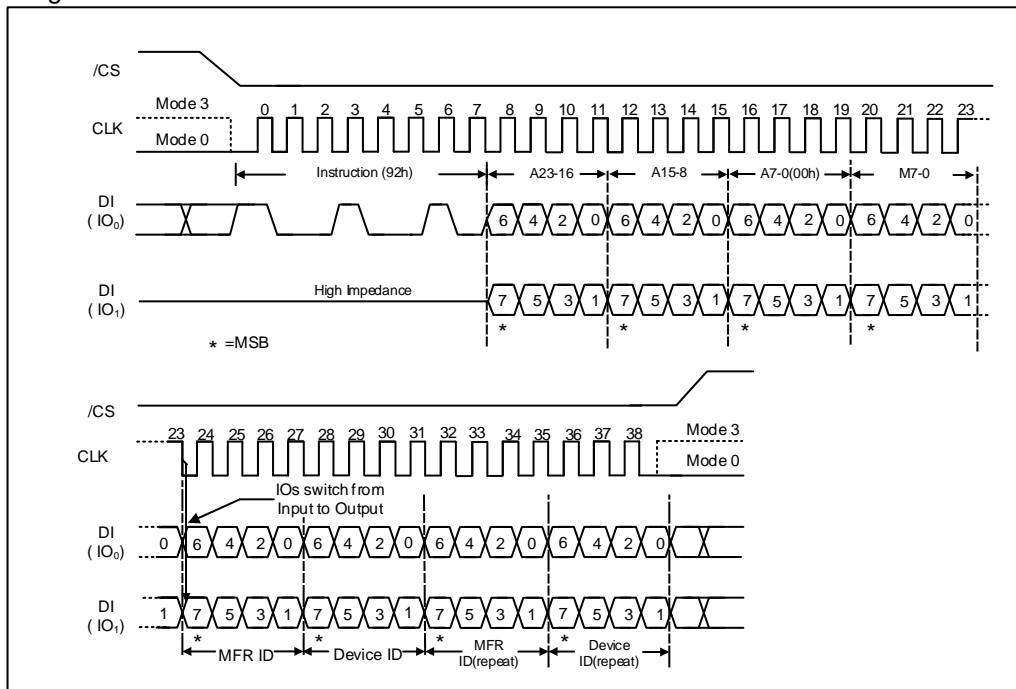 /CS
Mode 3
0 1 2 3 4 5 6 7 8 9 10 11 12 13 14 15 16 17 18 19 20 21 22 23
CLK
Mode 0
Instruction (92h) A23-16 A15-8 A7-0(00h) M7-0
DI
( IO₀)
6 4 2 0 6 4 2 0 6 4 2 0 6 4 2 0
High Impedance
DI
( IO₁)
7 5 3 1 7 5 3 1 7 5 3 1 7 5 3 1
* * * *
* =MSB
/CS
23 24 25 26 27 28 29 30 31 32 33 34 35 36 37 38
Mode 3
CLK
Mode 0
IOs switch from
Input to Output
DI
( IO₀)
0 6 4 2 0 6 4 2 0 6 4 2 0 6 4 2 0
DI
( IO₁)
1 7 5 3 1 7 5 3 1 7 5 3 1 7 5 3 1
* * * *
MFR ID Device ID MFR
ID(repeat) Device
ID(repeat)